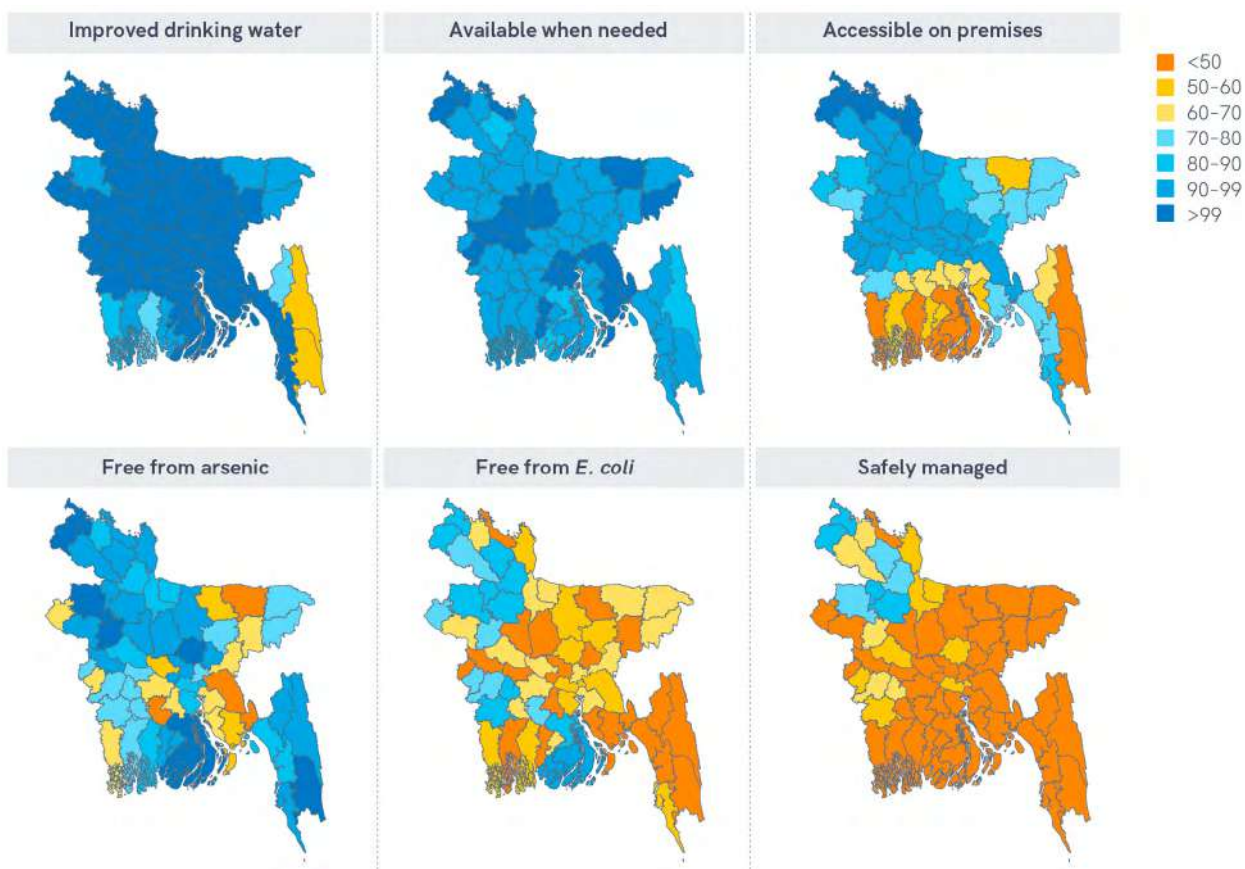 Improved drinking water
Available when needed
Accessible on premises
<50
50–60
60–70
70–80
80–90
90–99
>99
Free from arsenic
Free from E. coli
Safely managed